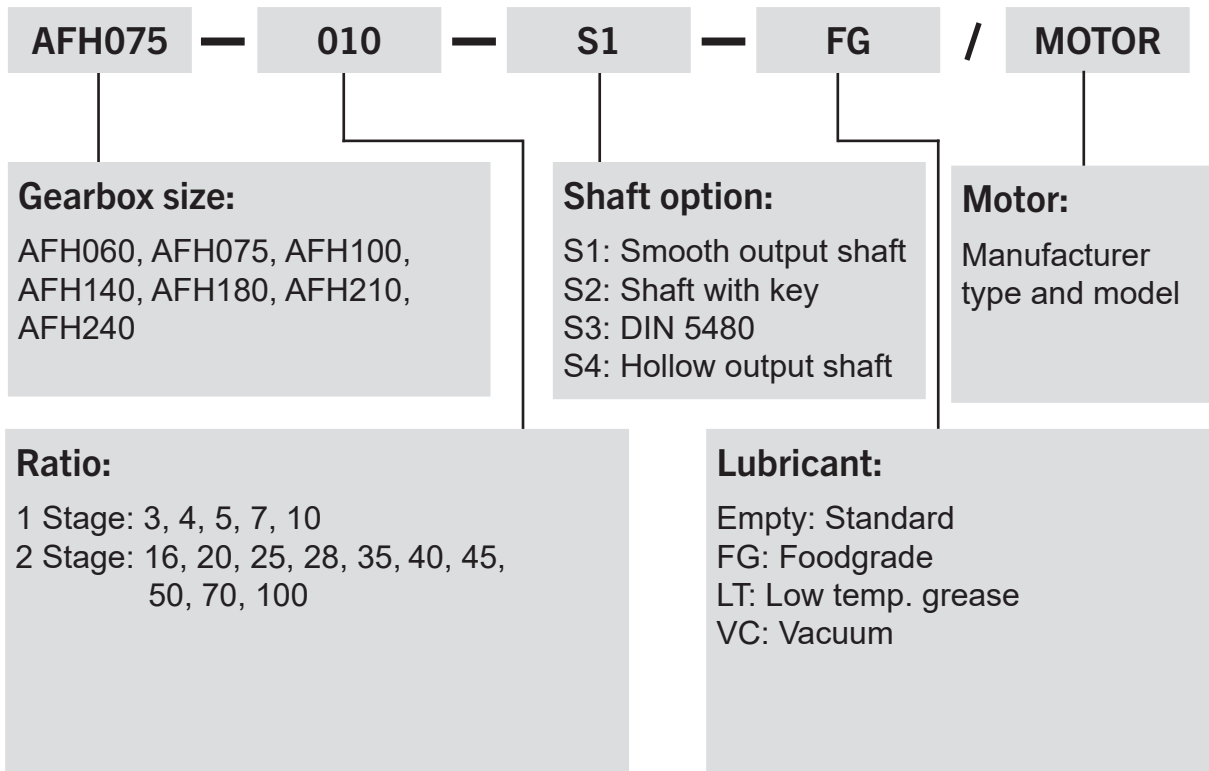 AFH075 — 010 — S1 — FG / MOTOR
Gearbox size:
AFH060, AFH075, AFH100,
AFH140, AFH180, AFH210,
AFH240
Shaft option:
S1: Smooth output shaft
S2: Shaft with key
S3: DIN 5480
S4: Hollow output shaft
Motor:
Manufacturer
type and model
Ratio:
1 Stage: 3, 4, 5, 7, 10
2 Stage: 16, 20, 25, 28, 35, 40, 45,
50, 70, 100
Lubricant:
Empty: Standard
FG: Foodgrade
LT: Low temp. grease
VC: Vacuum